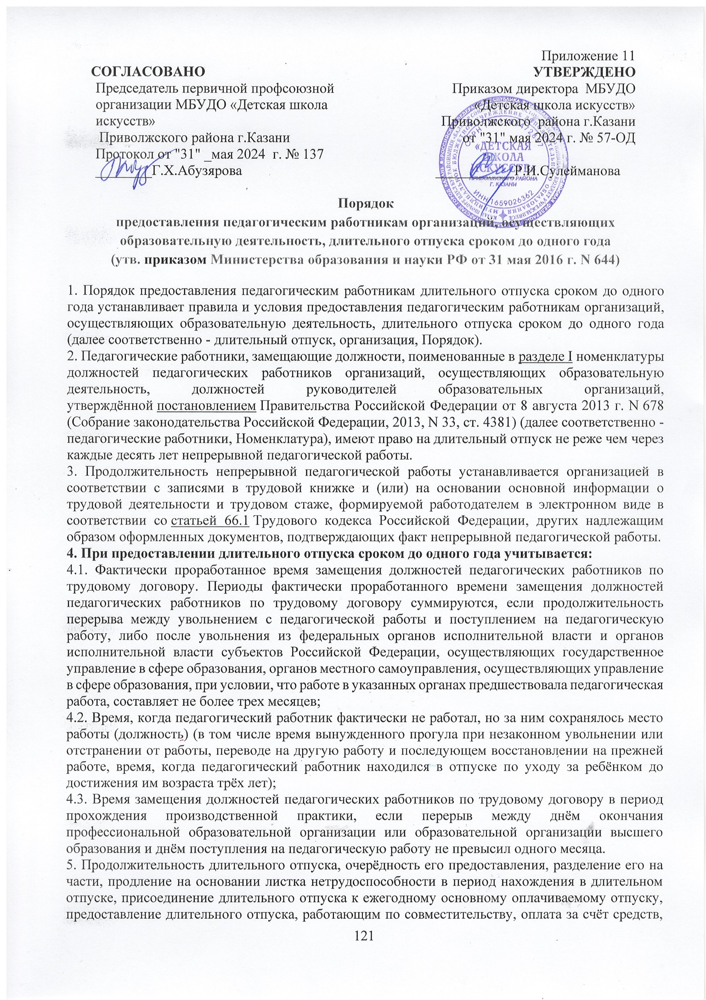 Приложение 11
СОГЛАСОВАНО
УТВЕРЖДЕНО
Председатель первичной профсоюзной
организации МБУДО «Детская школа
искусств»
Приволжского района г.Казани
Протокол от "31" _мая 2024 г. № 137
________Г.Х.Абузярова
Приказом директора МБУДО
«Детская школа искусств»
Приволжского района г.Казани
от "31" мая 2024 г. № 57-ОД
Р.И.Сулейманова
«ДЕТСКАЯ
ШКОЛА
ИСКУССТВ»
ПРИВОЛЖСКОГО РАЙОНА
Г. КАЗАНИ
ИНН 1659026362
Порядок
предоставления педагогическим работникам организаций, осуществляющих
образовательную деятельность, длительного отпуска сроком до одного года
(утв. приказом Министерства образования и науки РФ от 31 мая 2016 г. N 644)
1. Порядок предоставления педагогическим работникам длительного отпуска сроком до одного
года устанавливает правила и условия предоставления педагогическим работникам организаций,
осуществляющих образовательную деятельность, длительного отпуска сроком до одного года
(далее соответственно - длительный отпуск, организация, Порядок).
2. Педагогические работники, замещающие должности, поименованные в разделе I номенклатуры
должностей педагогических работников организаций, осуществляющих образовательную
деятельность, должностей руководителей образовательных организаций,
утверждённой постановлением Правительства Российской Федерации от 8 августа 2013 г. N 678
(Собрание законодательства Российской Федерации, 2013, N 33, ст. 4381) (далее соответственно -
педагогические работники, Номенклатура), имеют право на длительный отпуск не реже чем через
каждые десять лет непрерывной педагогической работы.
3. Продолжительность непрерывной педагогической работы устанавливается организацией в
соответствии с записями в трудовой книжке и (или) на основании основной информации о
трудовой деятельности и трудовом стаже, формируемой работодателем в электронном виде в
соответствии со статьей 66.1 Трудового кодекса Российской Федерации, других надлежащим
образом оформленных документов, подтверждающих факт непрерывной педагогической работы.
4. При предоставлении длительного отпуска сроком до одного года учитывается:
4.1. Фактически проработанное время замещения должностей педагогических работников по
трудовому договору. Периоды фактически проработанного времени замещения должностей
педагогических работников по трудовому договору суммируются, если продолжительность
перерыва между увольнением с педагогической работы и поступлением на педагогическую
работу, либо после увольнения из федеральных органов исполнительной власти и органов
исполнительной власти субъектов Российской Федерации, осуществляющих государственное
управление в сфере образования, органов местного самоуправления, осуществляющих управление
в сфере образования, при условии, что работе в указанных органах предшествовала педагогическая
работа, составляет не более трех месяцев;
4.2. Время, когда педагогический работник фактически не работал, но за ним сохранялось место
работы (должность) (в том числе время вынужденного прогула при незаконном увольнении или
отстранении от работы, переводе на другую работу и последующем восстановлении на прежней
работе, время, когда педагогический работник находился в отпуске по уходу за ребёнком до
достижения им возраста трёх лет);
4.3. Время замещения должностей педагогических работников по трудовому договору в период
прохождения производственной практики, если перерыв между днём окончания
профессиональной образовательной организации или образовательной организации высшего
образования и днём поступления на педагогическую работу не превысил одного месяца.
5. Продолжительность длительного отпуска, очерёдность его предоставления, разделение его на
части, продление на основании листка нетрудоспособности в период нахождения в длительном
отпуске, присоединение длительного отпуска к ежегодному основному оплачиваемому отпуску,
предоставление длительного отпуска, работающим по совместительству, оплата за счёт средств,
121